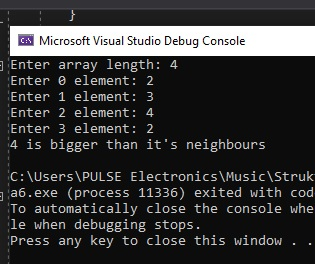 }
Microsoft Visual Studio Debug Console
Enter array length: 4
Enter 0 element: 2
Enter 1 element: 3
Enter 2 element: 4
Enter 3 element: 2
4 is bigger than it's neighbours
C:\Users\PULSE Electronics\Music\Struk
a6.exe (process 11336) exited with cod
To automatically close the console whe
le when debugging stops.
Press any key to close this window . .